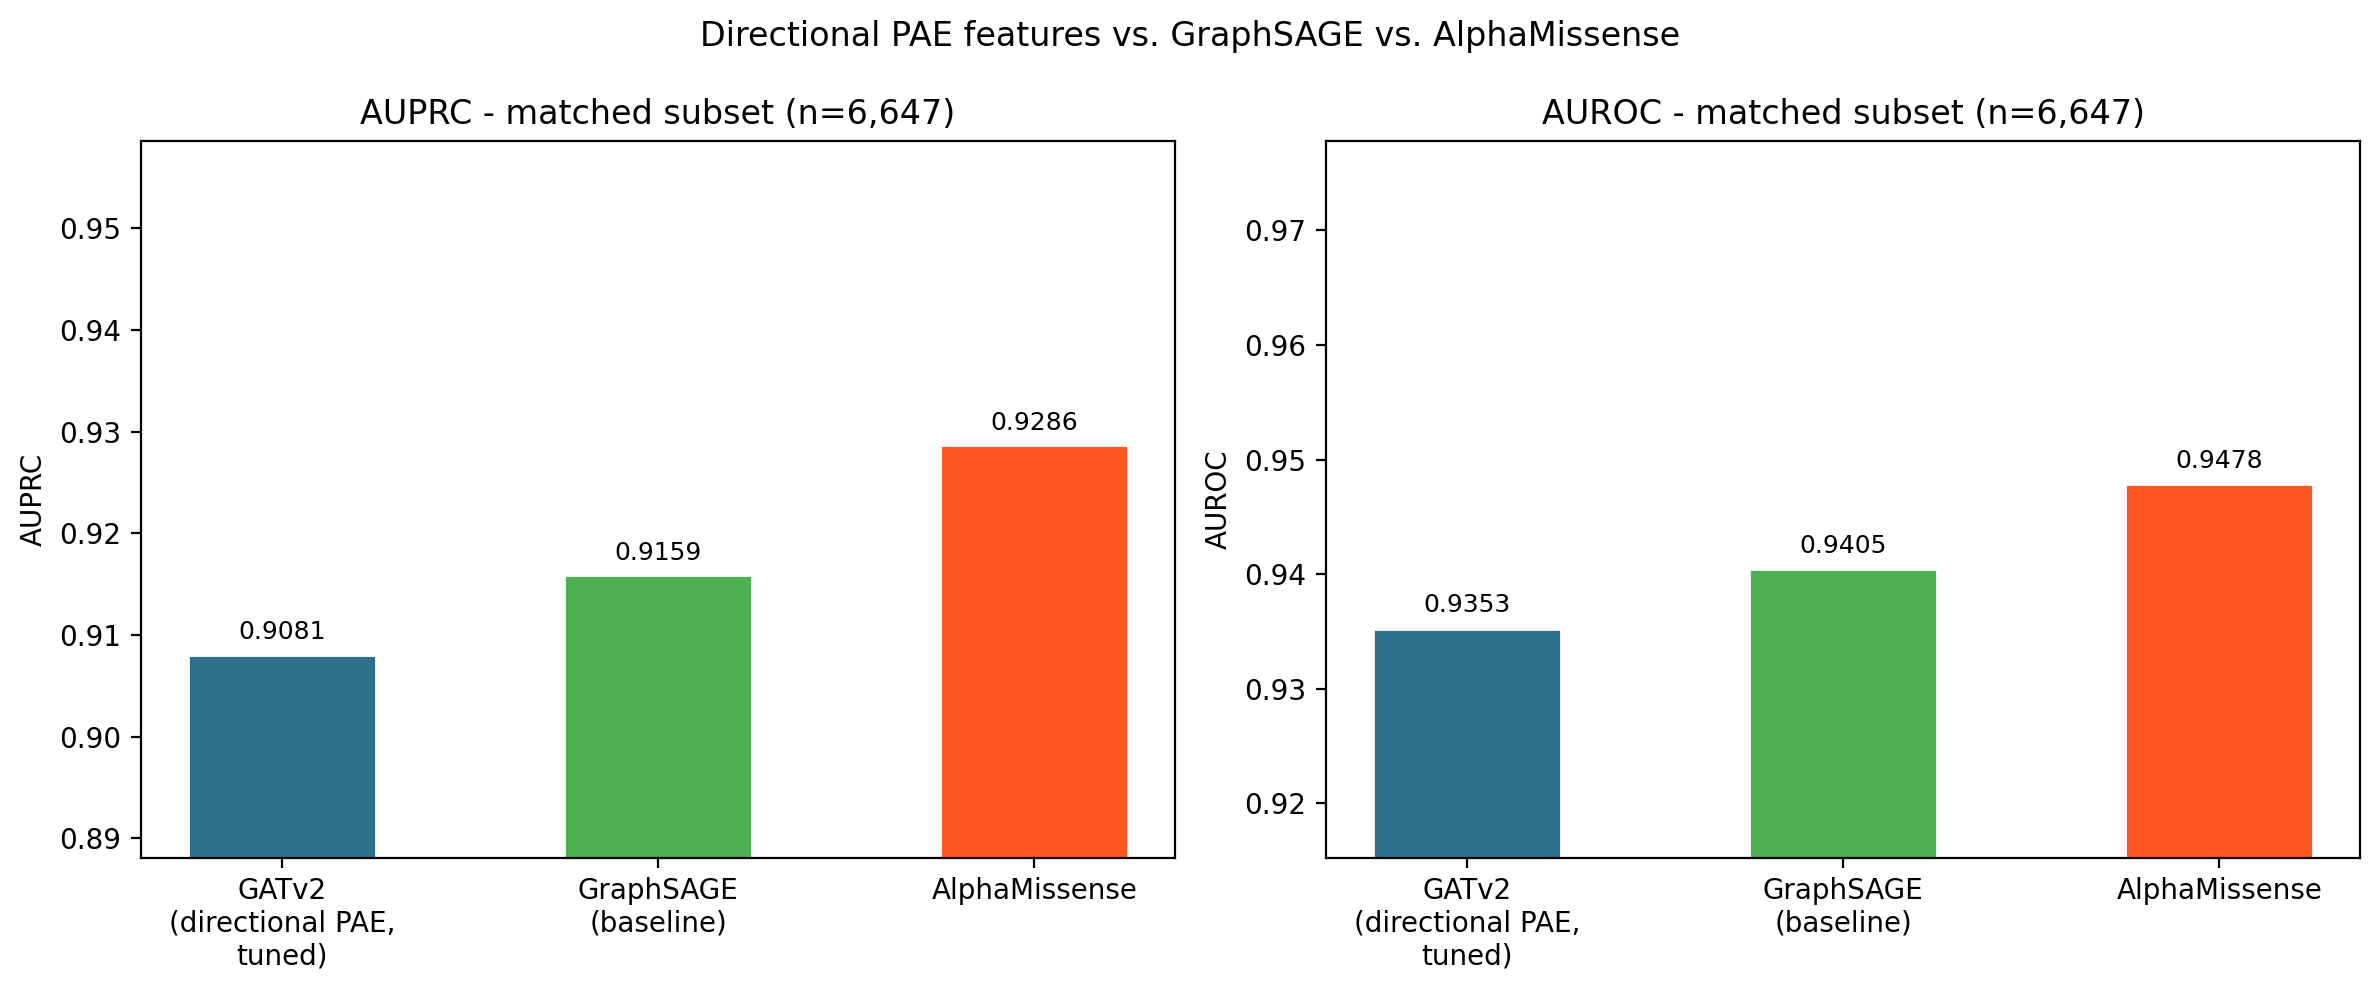 Directional PAE features vs. GraphSAGE vs. AlphaMissense
AUPRC - matched subset (n=6,647)
AUPRC
0.95
0.94
0.93
0.92
0.91
0.90
0.89
0.9081
0.9159
0.9286
GATv2
(directional PAE,
tuned)
GraphSAGE
(baseline)
AlphaMissense
AUROC - matched subset (n=6,647)
AUROC
0.97
0.96
0.95
0.94
0.93
0.92
0.9353
0.9405
0.9478
GATv2
(directional PAE,
tuned)
GraphSAGE
(baseline)
AlphaMissense